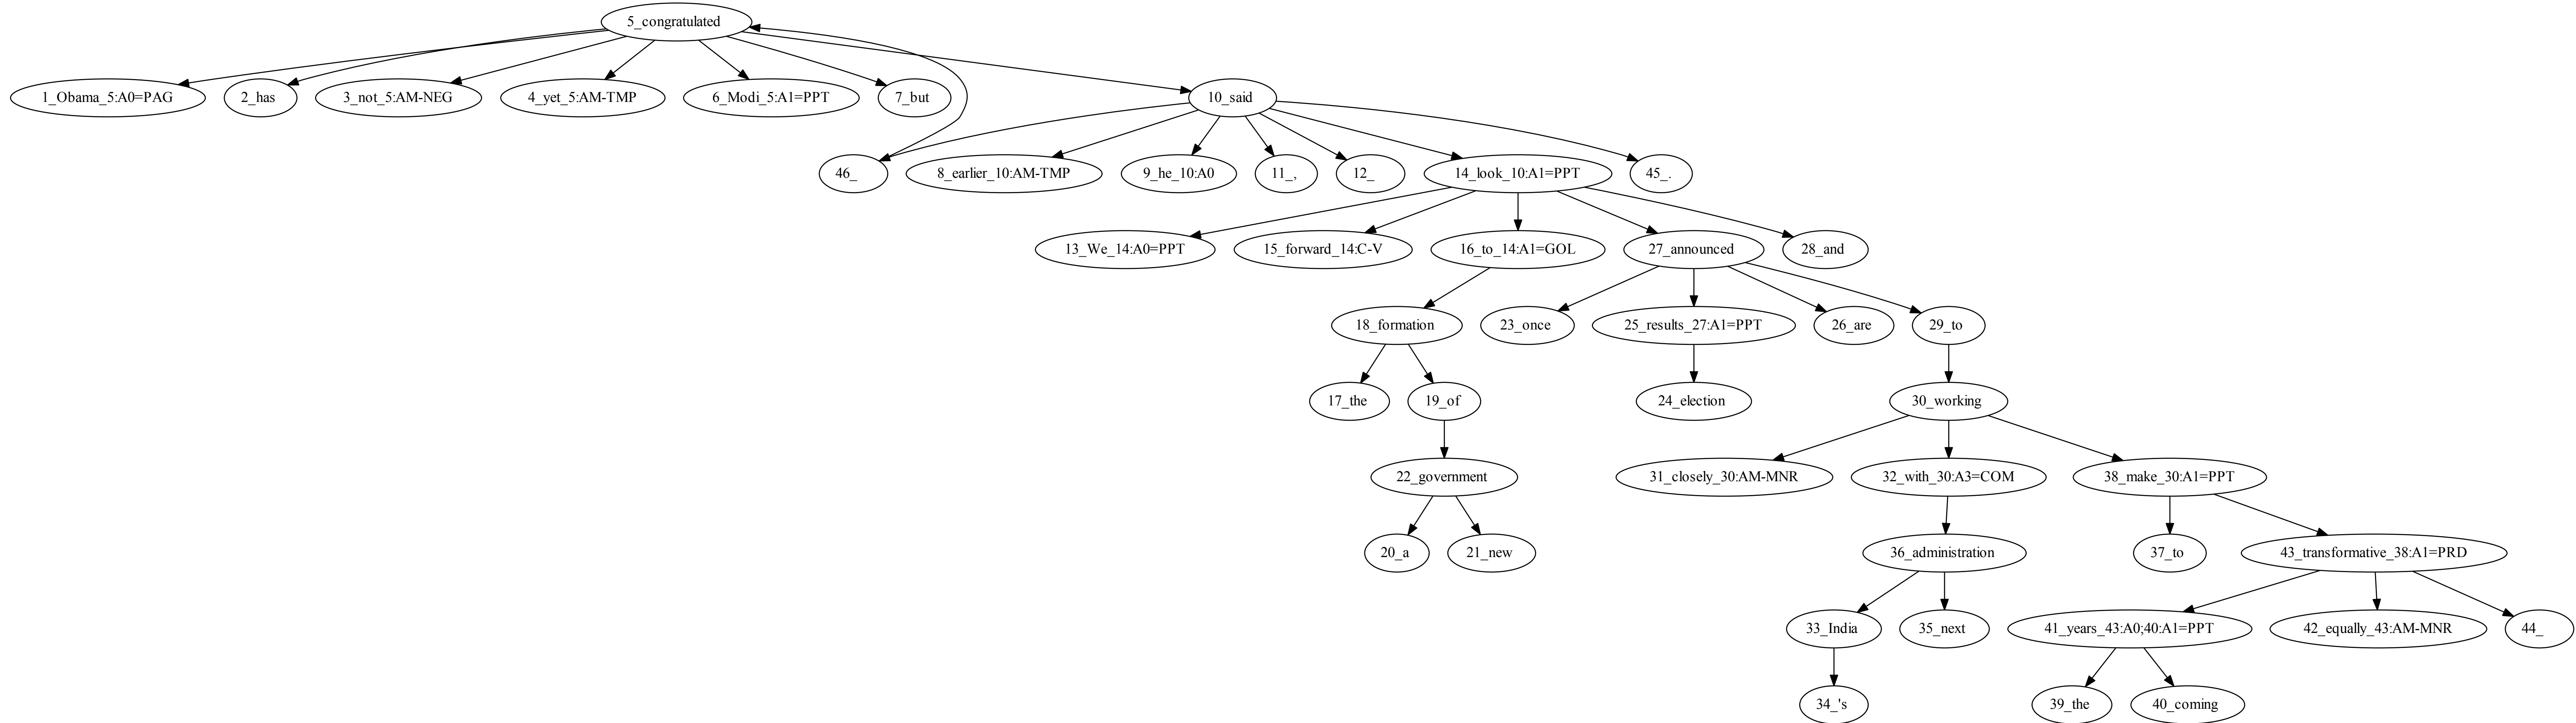 5_congratulated
1_Obama_5:A0=PAG 2_has 3_not_5:AM-NEG 4_yet_5:AM-TMP 6_Modi_5:A1=PPT 7_but 10_said
46_ 8_earlier_10:AM-TMP 9_he_10:A0 11_, 12_ 14_look_10:A1=PPT 45_.
13_We_14:A0=PPT 15_forward_14:C-V 16_to_14:A1=GOL 27_announced 28_and
18_formation 23_once 25_results_27:A1=PPT 26_are 29_to
17_the 19_of 24_election 30_working
22_government 31_closely_30:AM-MNR 32_with_30:A3=COM 38_make_30:A1=PPT
20_a 21_new 36_administration 37_to 43_transformative_38:A1=PRD
33_India 35_next 41_years_43:A0;40:A1=PPT 42_equally_43:AM-MNR 44_
34_'s 39_the 40_coming